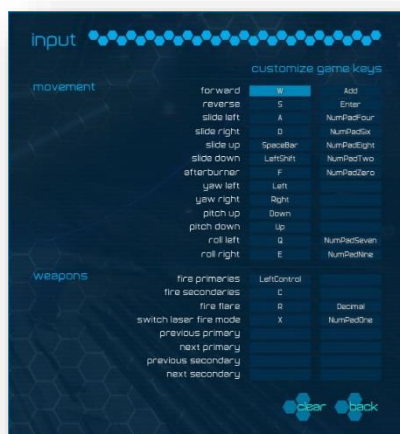 input
customize game keys
movement
forward W Add
reverse S Enter
slide left A NumPadFour
slide right D NumPadSix
slide up SpaceBar NumPadEight
slide down LeftShift NumPadTwo
afterburner F NumPadZero
yaw left Left
yaw right Right
pitch up Down
pitch down Up
roll left Q NumPadSeven
roll right E NumPadNine
weapons
fire primaries LeftControl
fire secondaries C
fire flare R Decimal
switch laser fire mode X NumPadOne
previous primary
next primary
previous secondary
next secondary
clear back